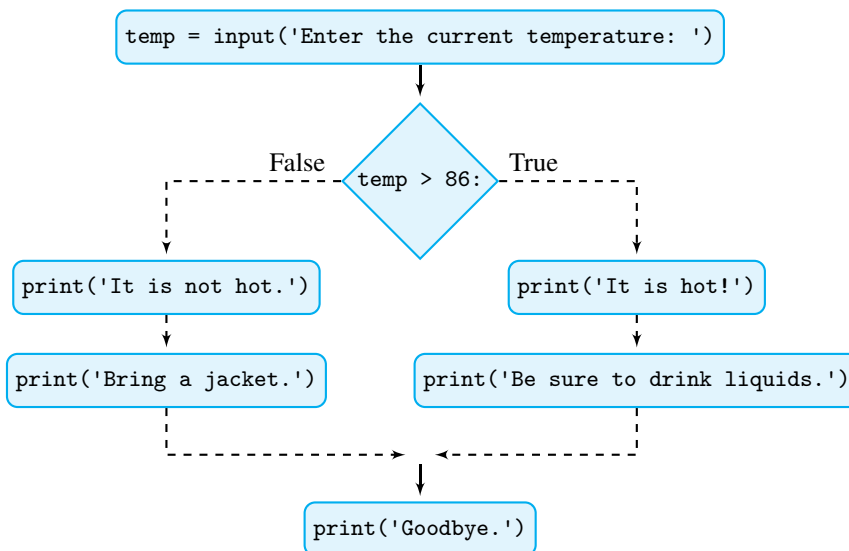 temp = input('Enter the current temperature: ')
False
True
temp > 86:
print('It is not hot.')
print('It is hot!')
print('Bring a jacket.')
print('Be sure to drink liquids.')
print('Goodbye.')